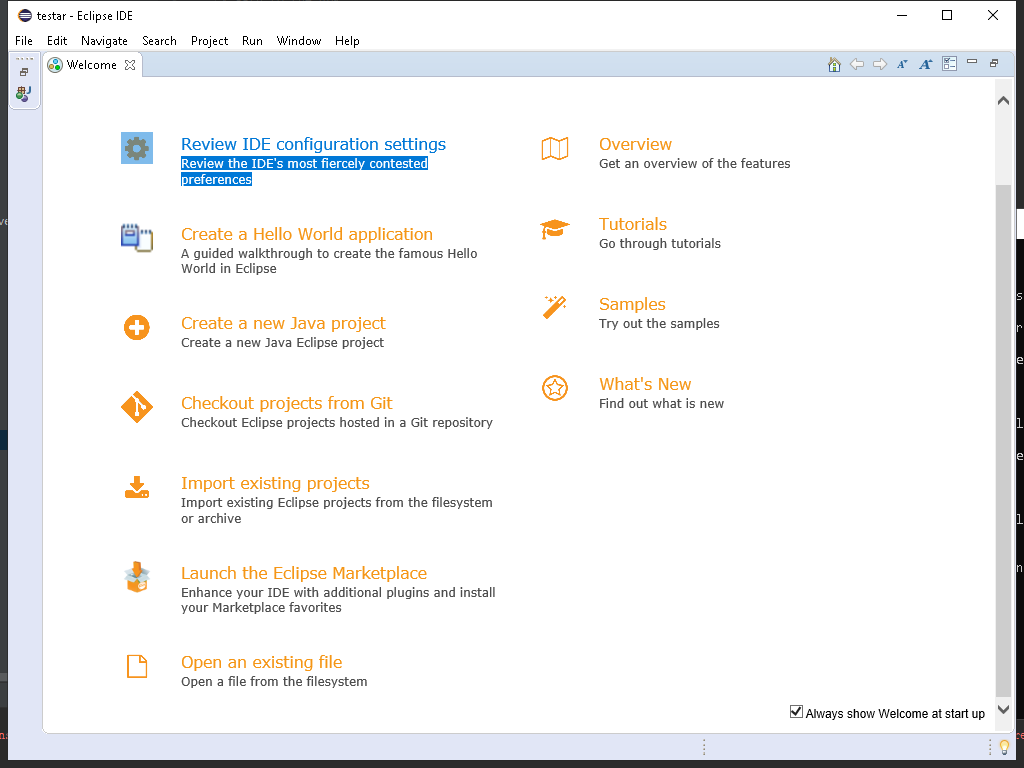 testar - Eclipse IDE
File Edit Navigate Search Project Run Window Help
Welcome
Review IDE configuration settings
Review the IDE's most fiercely contested
preferences
Create a Hello World application
A guided walkthrough to create the famous Hello
World in Eclipse
Create a new Java project
Create a new Java Eclipse project
Checkout projects from Git
Checkout Eclipse projects hosted in a Git repository
Import existing projects
Import existing Eclipse projects from the filesystem
or archive
Launch the Eclipse Marketplace
Enhance your IDE with additional plugins and install
your Marketplace favorites
Open an existing file
Open a file from the filesystem
Overview
Get an overview of the features
Tutorials
Go through tutorials
Samples
Try out the samples
What's New
Find out what is new
Always show Welcome at start up